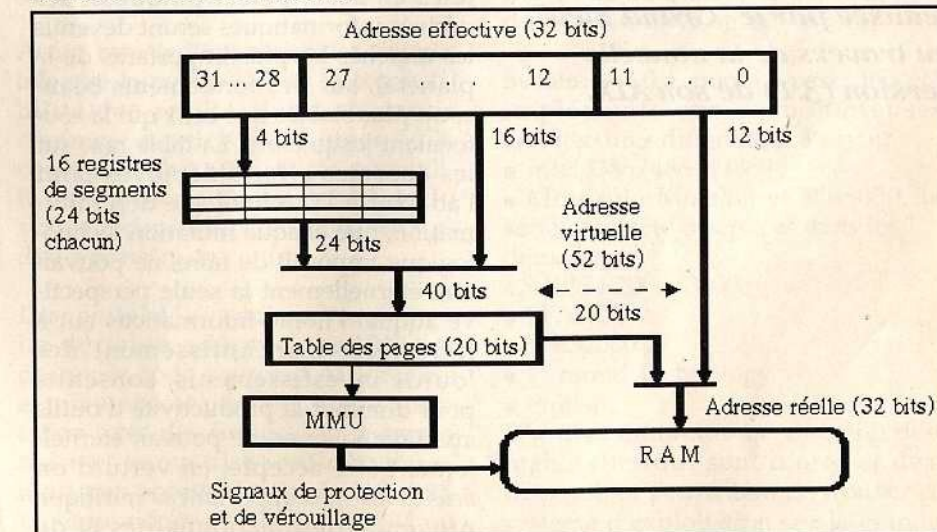 Adresse effective (32 bits)
31 28 27 12 11 0
4 bits 16 bits 12 bits
16 registres
de segments
(24 bits
chacun)
24 bits
Adresse
virtuelle
(52 bits)
40 bits
20 bits
Table des pages (20 bits)
MMU
Adresse réelle (32 bits)
RAM
Signaux de protection
et de vérouillage